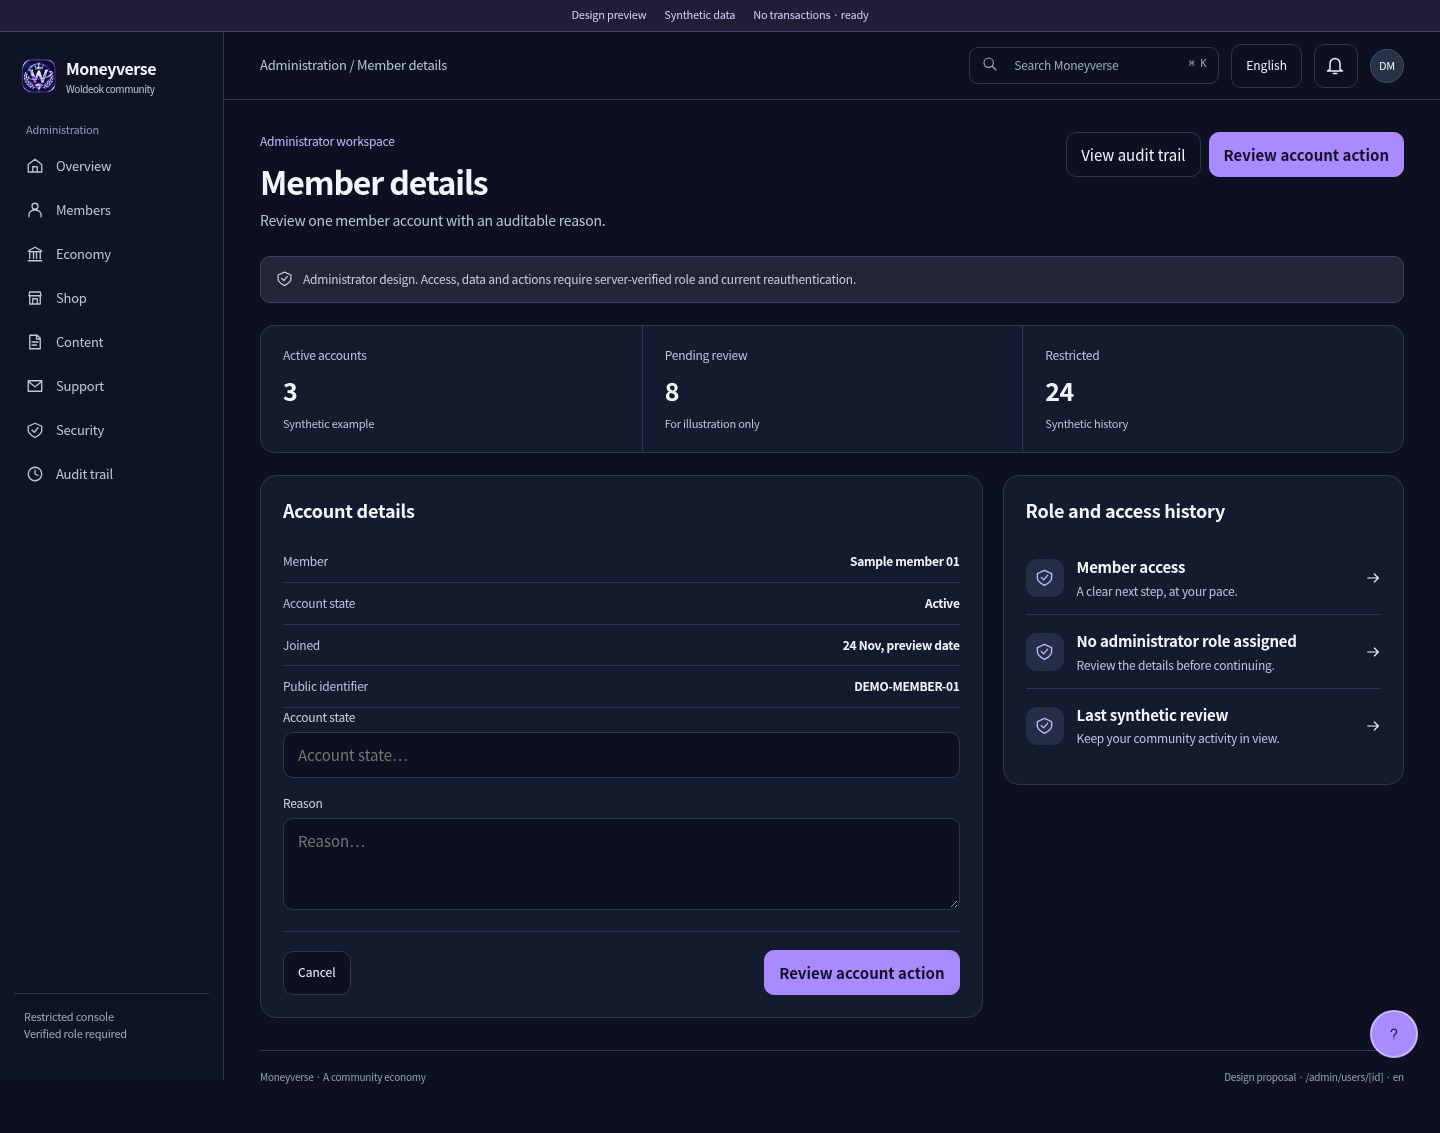 Design preview Synthetic data No transactions · ready
Moneyverse
Woldeok community
Administration
Overview
Members
Economy
Shop
Content
Support
Security
Audit trail
Restricted console
Verified role required
Administration / Member details
Search Moneyverse ⌘ K
English
DM
Administrator workspace
Member details
Review one member account with an auditable reason.
View audit trail
Review account action
Administrator design. Access, data and actions require server-verified role and current reauthentication.
Active accounts
3
Synthetic example
Pending review
8
For illustration only
Restricted
24
Synthetic history
Account details
Member Sample member 01
Account state Active
Joined 24 Nov, preview date
Public identifier DEMO-MEMBER-01
Account state
Account state…
Reason
Reason…
Cancel
Review account action
Role and access history
Member access
A clear next step, at your pace.
No administrator role assigned
Review the details before continuing.
Last synthetic review
Keep your community activity in view.
?
Moneyverse · A community economy
Design proposal · /admin/users/[id] · en